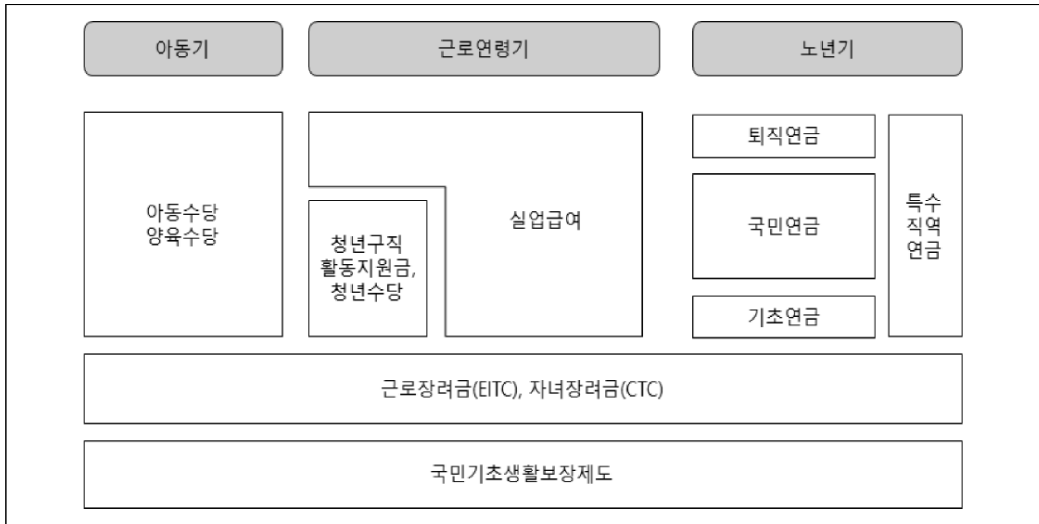 아동기
근로연령기
노년기
아동수당
양육수당
청년구직
활동지원금,
청년수당
실업급여
퇴직연금
국민연금
기초연금
특수
직역
연금
근로장려금(EITC), 자녀장려금(CTC)
국민기초생활보장제도